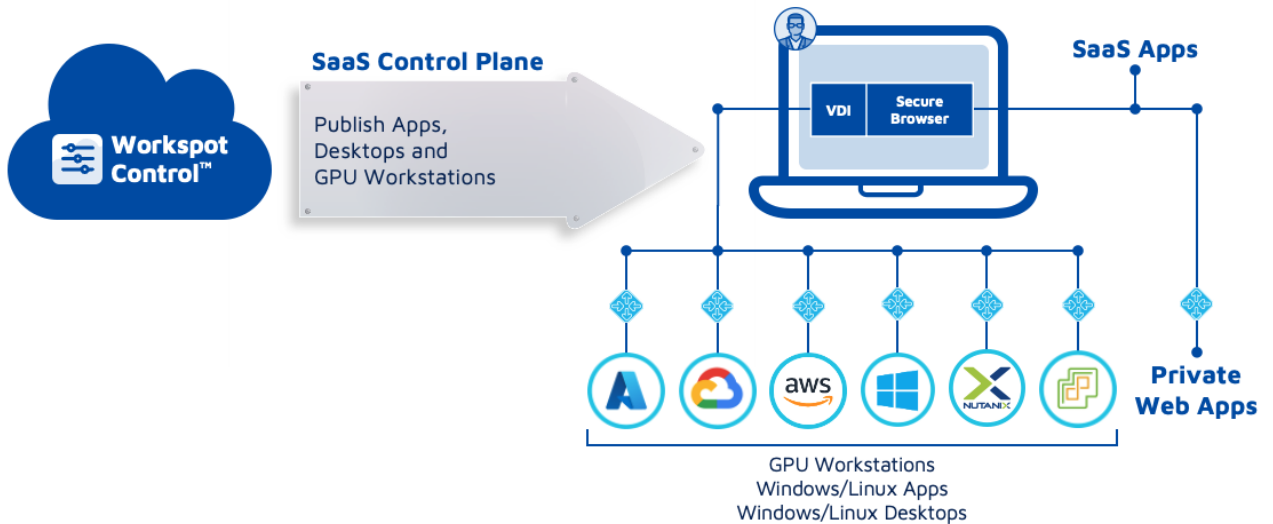 Workspot
Control™
SaaS Control Plane
Publish Apps,
Desktops and
GPU Workstations
VDI
Secure
Browser
SaaS Apps
aws
NUTANIX
Private
Web Apps
GPU Workstations
Windows/Linux Apps
Windows/Linux Desktops